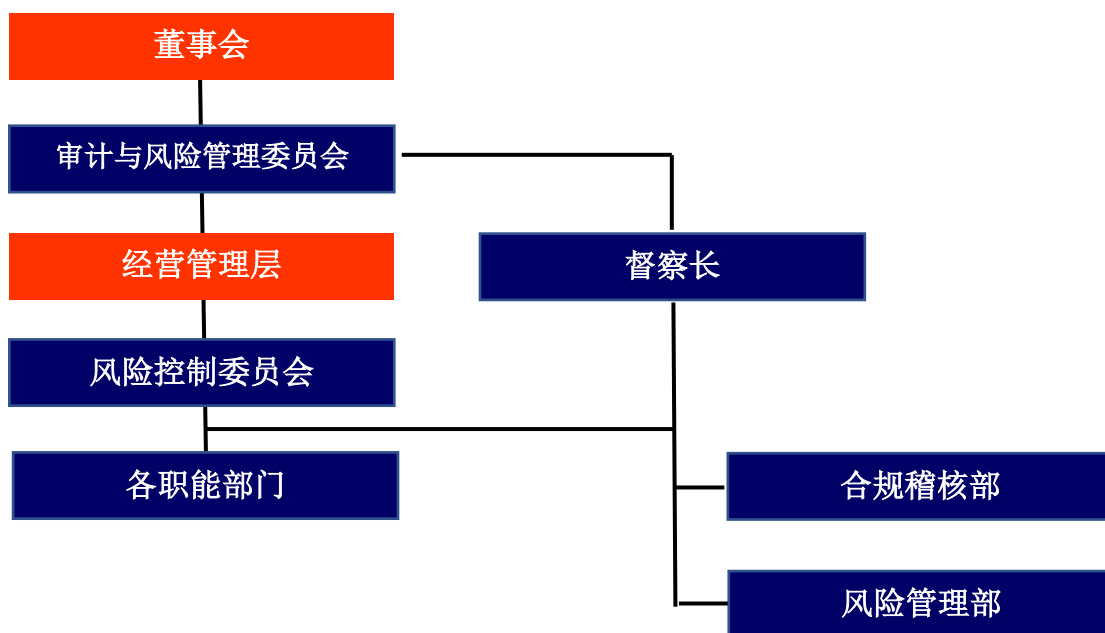 董事会
审计与风险管理委员会
经营管理层
督察长
风险控制委员会
各职能部门
合规稽核部
风险管理部